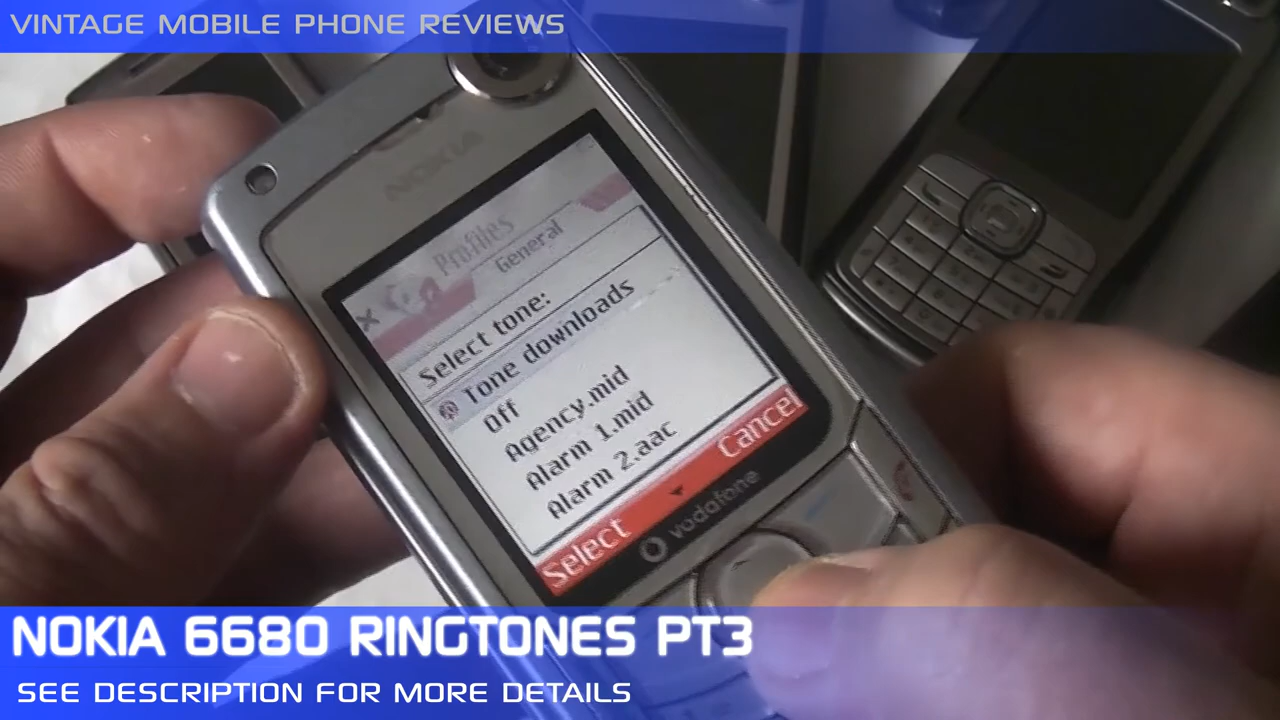 VINTAGE MOBILE PHONE REVIEWS
NOKIA
Profiles
General
Select tone:
Tone downloads
Off
Agency.mid
Alarm 1.mid
Alarm 2.aac
Select
Cancel
vodafone
NOKIA 6680 RINGTONES PT3
SEE DESCRIPTION FOR MORE DETAILS